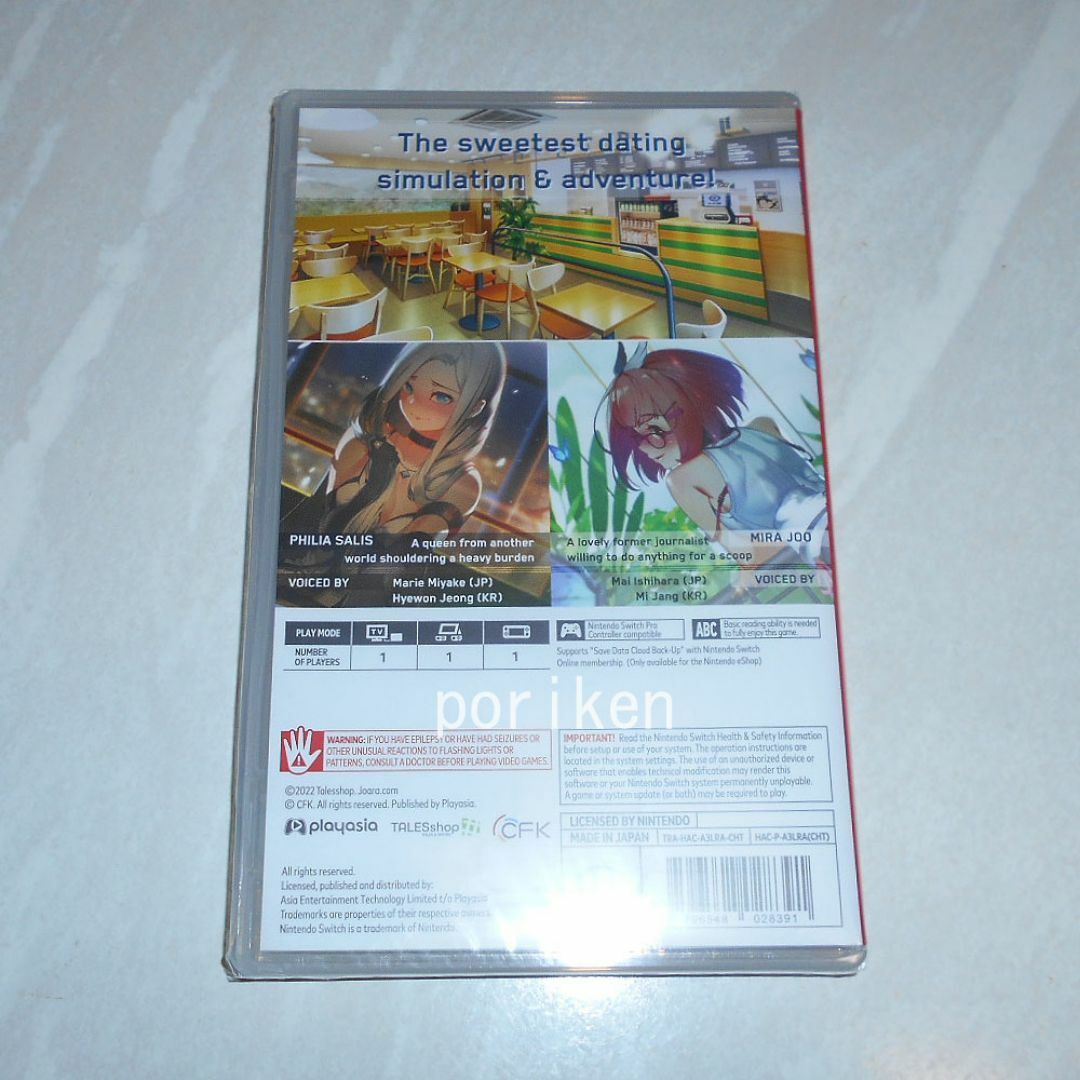 The sweetest dating
simulation & adventure!
PHILIA SALIS
A queen from another
world shouldering a heavy burden
VOICED BY
Marie Miyake (JP)
Hyewon Jeong (KR)
MIRA JOO
A lovely former journalist
willing to do anything for a scoop
VOICED BY
Mai Ishihara (JP)
Mi Jang (KR)
PLAY MODE
TV
NUMBER
OF PLAYERS
1
1
1
Nintendo Switch Pro
Controller compatible
ABC
Basic reading ability is needed
to fully enjoy this game.
Supports "Save Data Cloud Back-Up" with Nintendo Switch
Online membership. (Only available for the Nintendo eShop)
poriken
WARNING: IF YOU HAVE EPILEPSY OR HAVE HAD SEIZURES OR
OTHER UNUSUAL REACTIONS TO FLASHING LIGHTS OR
PATTERNS, CONSULT A DOCTOR BEFORE PLAYING VIDEO GAMES.
IMPORTANT! Read the Nintendo Switch Health & Safety Information
before setup or use of your system. The operation instructions are
located in the system settings. The use of an unauthorized device or
software that enables technical modification may render this
software or your Nintendo Switch system permanently unplayable.
A game or system update (or both) may be required to play.
©2022 Talesshop. Joara.com
© CFK. All rights reserved. Published by Playasia.
playasia
TALESshop
CFK
LICENSED BY NINTENDO
MADE IN JAPAN
TRA-HAC-A3LRA-CHT
HAC-P-A3LRA(CHT)
All rights reserved.
Licensed, published and distributed by:
Asia Entertainment Technology Limited t/a Playasia
Trademarks are properties of their respective owners.
Nintendo Switch is a trademark of Nintendo.
028391